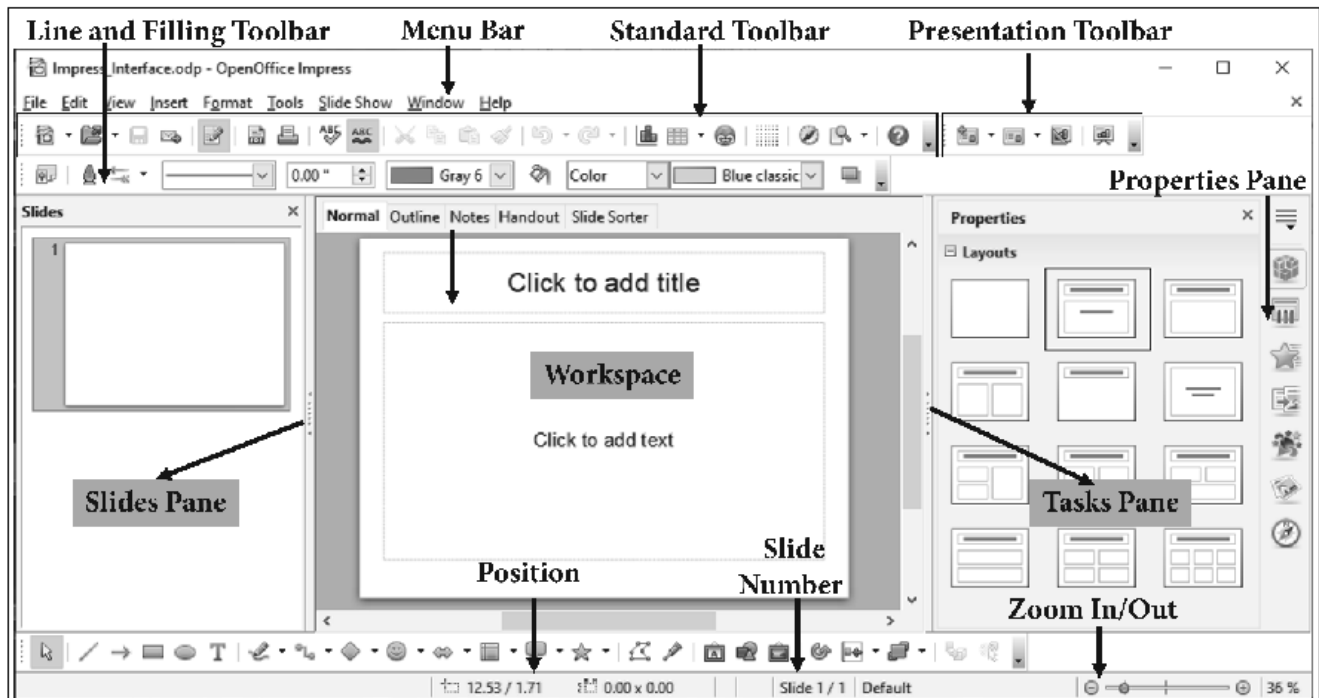 Line and Filling Toolbar Menu Bar Standard Toolbar Presentation Toolbar
Impress_Interface.odp - OpenOffice Impress
File Edit View Insert Format Tools Slide Show Window Help
ABC ABC
0.00 " Gray 6 Color Blue classic
Properties Pane
Slides
Normal Outline Notes Handout Slide Sorter
Properties
1
Layouts
Click to add title
Workspace
Click to add text
Slides Pane
Tasks Pane
Position
Slide
Number
Zoom In/Out
T
A
12.53 / 1.71 0.00 x 0.00 Slide 1 / 1 Default 36 %